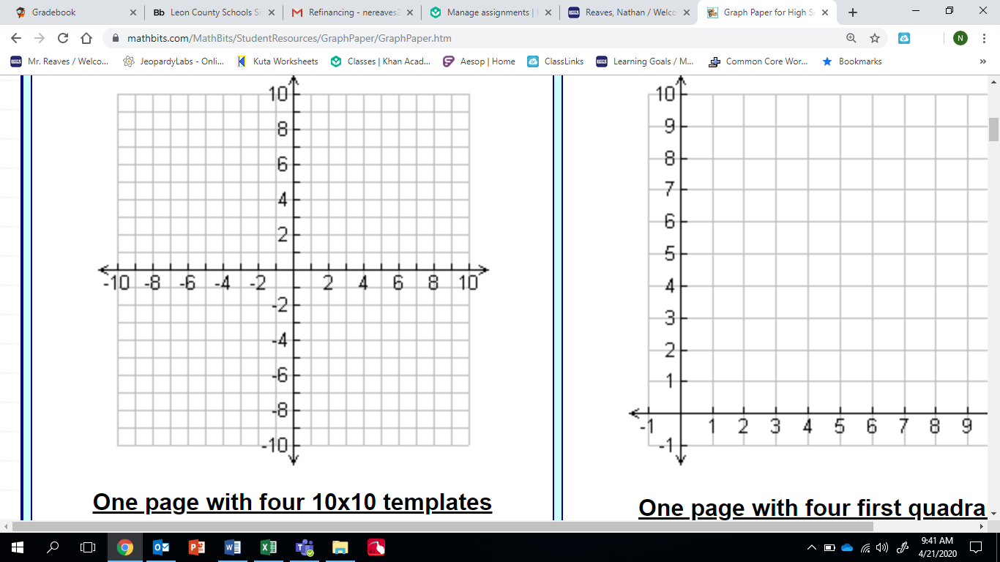 Gradebook
Bb Leon County Schools Si
Refinancing - nereaves2
Manage assignments |
Reaves, Nathan / Welco
Graph Paper for High Sc
mathbits.com/MathBits/StudentResources/GraphPaper/GraphPaper.htm
N
Mr. Reaves / Welco...
JeopardyLabs - Onli...
Kuta Worksheets
Classes | Khan Acad...
Aesop | Home
ClassLinks
Learning Goals / M...
Common Core Wor...
Bookmarks
»
10
8
6
4
2
-10 -8 -6 -4 -2 2 4 6 8 10
-2
-4
-6
-8
-10
One page with four 10x10 templates
10
9
8
7
6
5
4
3
2
1
-1 1 2 3 4 5 6 7 8 9
-1
One page with four first quadra
9:41 AM
4/21/2020